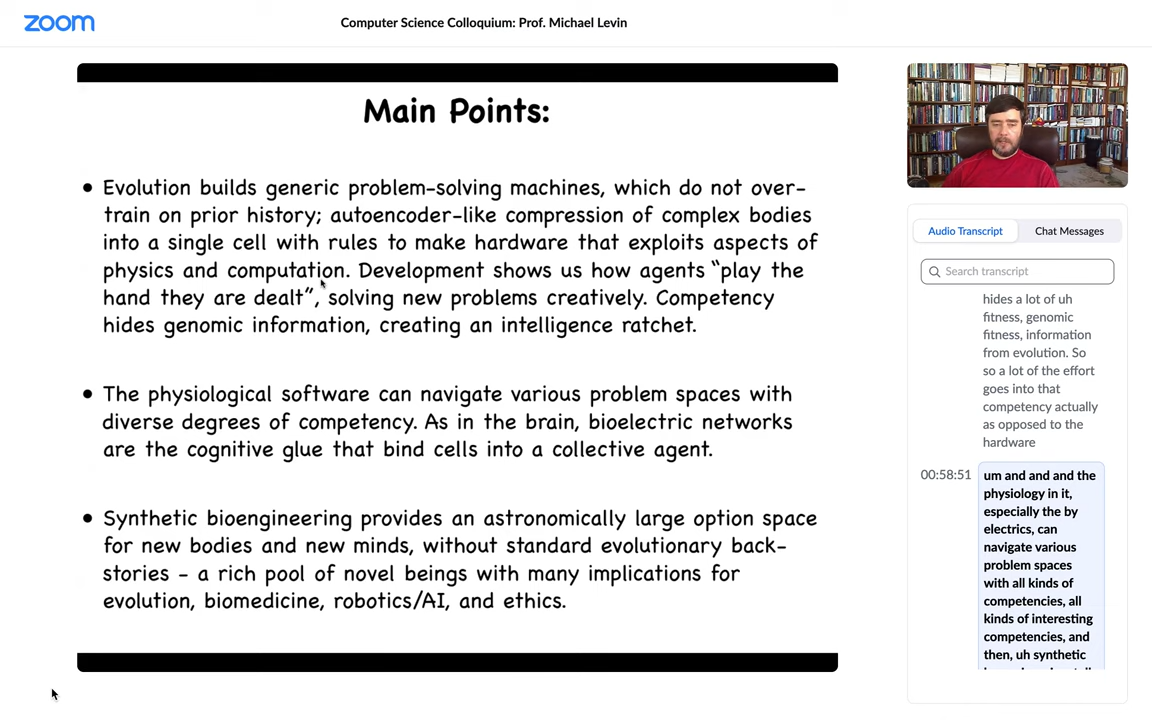 zoom
Computer Science Colloquium: Prof. Michael Levin
Main Points:
• Evolution builds generic problem-solving machines, which do not over-
train on prior history; autoencoder-like compression of complex bodies
into a single cell with rules to make hardware that exploits aspects of
physics and computation. Development shows us how agents “play the
hand they are dealt”, solving new problems creatively. Competency
hides genomic information, creating an intelligence ratchet.
• The physiological software can navigate various problem spaces with
diverse degrees of competency. As in the brain, bioelectric networks
are the cognitive glue that bind cells into a collective agent.
• Synthetic bioengineering provides an astronomically large option space
for new bodies and new minds, without standard evolutionary back-
stories - a rich pool of novel beings with many implications for
evolution, biomedicine, robotics/AI, and ethics.
Audio Transcript
Chat Messages
Search transcript
hides a lot of uh
fitness, genomic
fitness, information
from evolution. So
so a lot of the effort
goes into that
competency actually
as opposed to the
hardware
00:58:51
um and and and the
physiology in it,
especially the by
electrics, can
navigate various
problem spaces
with all kinds of
competencies, all
kinds of interesting
competencies, and
then, uh synthetic